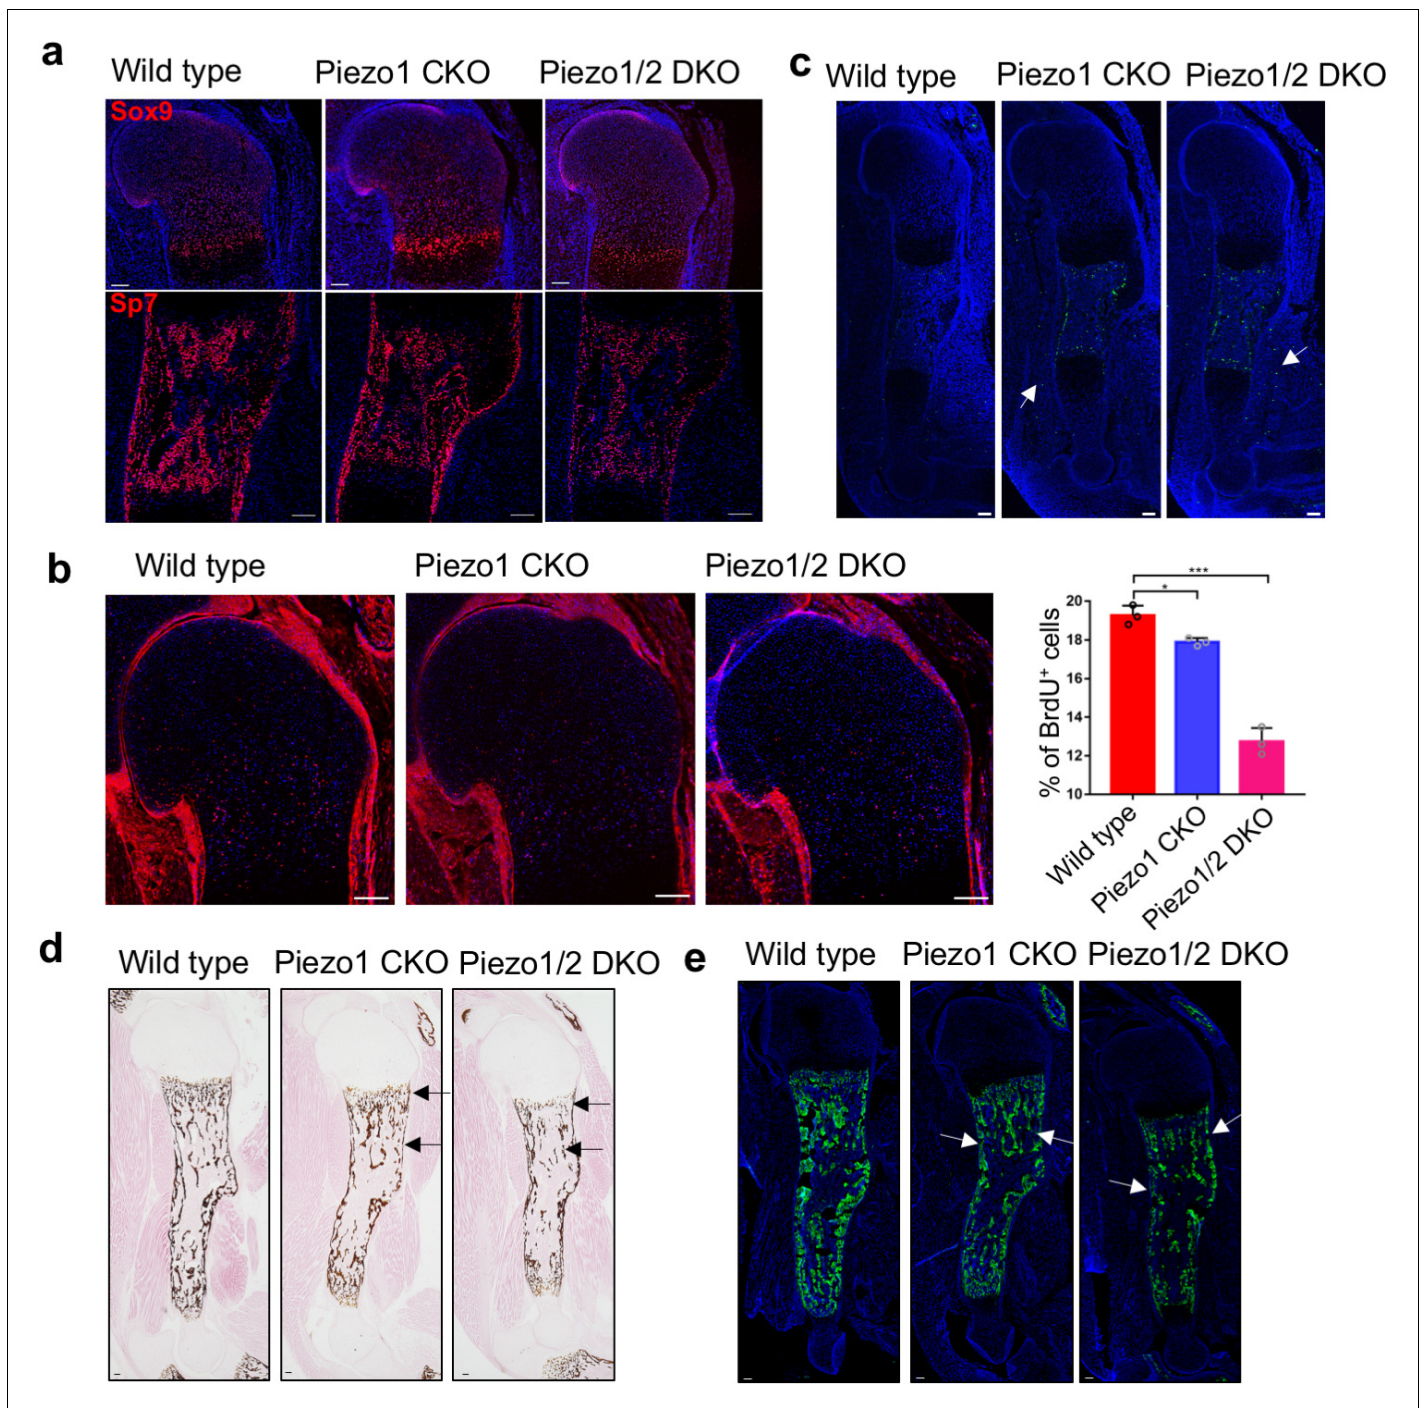 a
Wild type
Piezo1 CKO
Piezo1/2 DKO
Sox9
Sp7
c
Wild type
Piezo1 CKO
Piezo1/2 DKO
b
Wild type
Piezo1 CKO
Piezo1/2 DKO
***
*
% of BrdU+ cells
20
18
16
14
12
10
Wild type
Piezo1 CKO
Piezo1/2 DKO
d
Wild type
Piezo1 CKO
Piezo1/2 DKO
e
Wild type
Piezo1 CKO
Piezo1/2 DKO